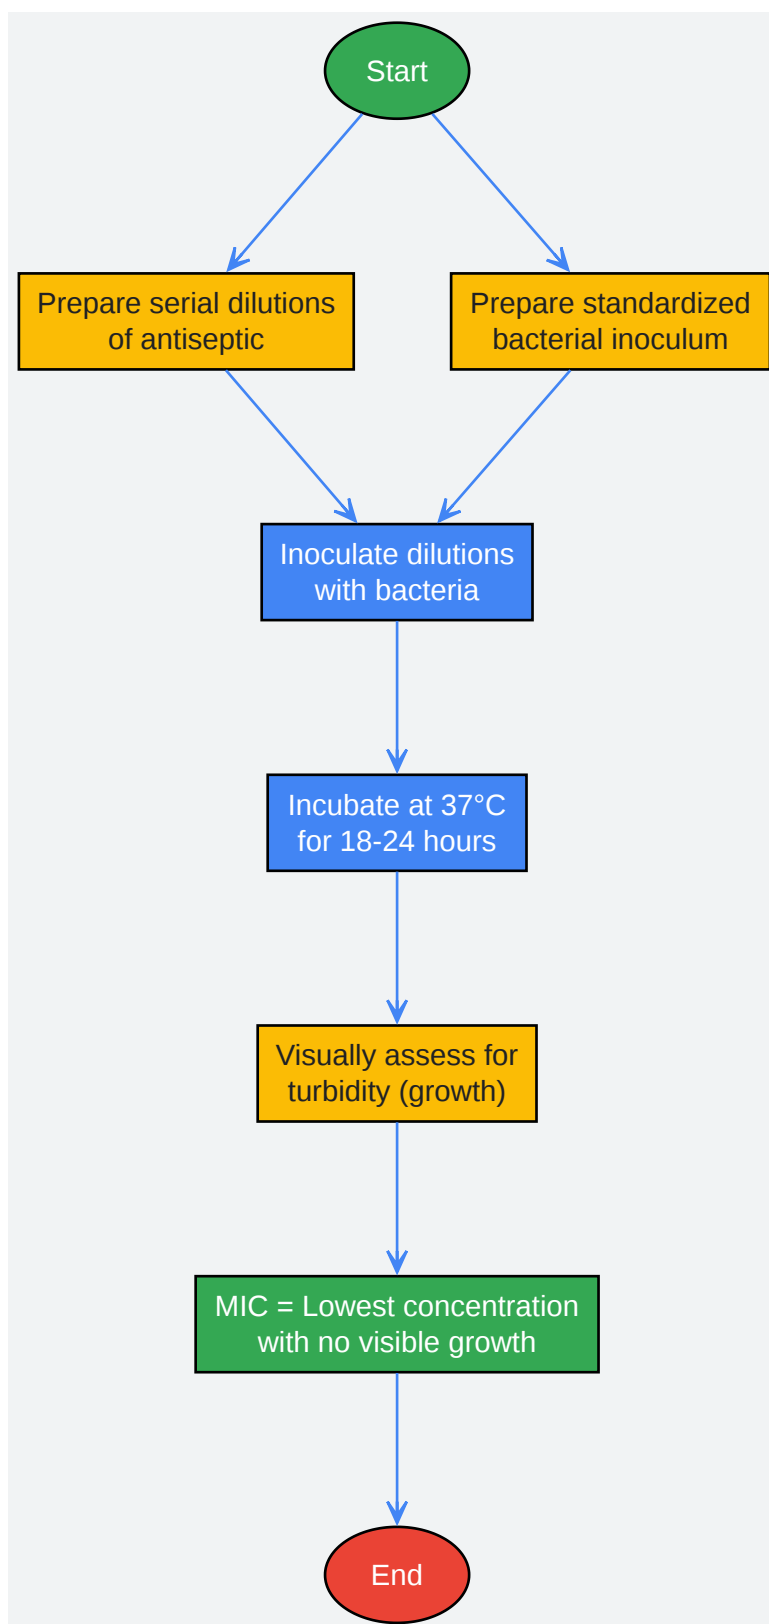 Start
Prepare serial dilutions
of antiseptic
Prepare standardized
bacterial inoculum
Inoculate dilutions
with bacteria
Incubate at 37°C
for 18-24 hours
Visually assess for
turbidity (growth)
MIC = Lowest concentration
with no visible growth
End